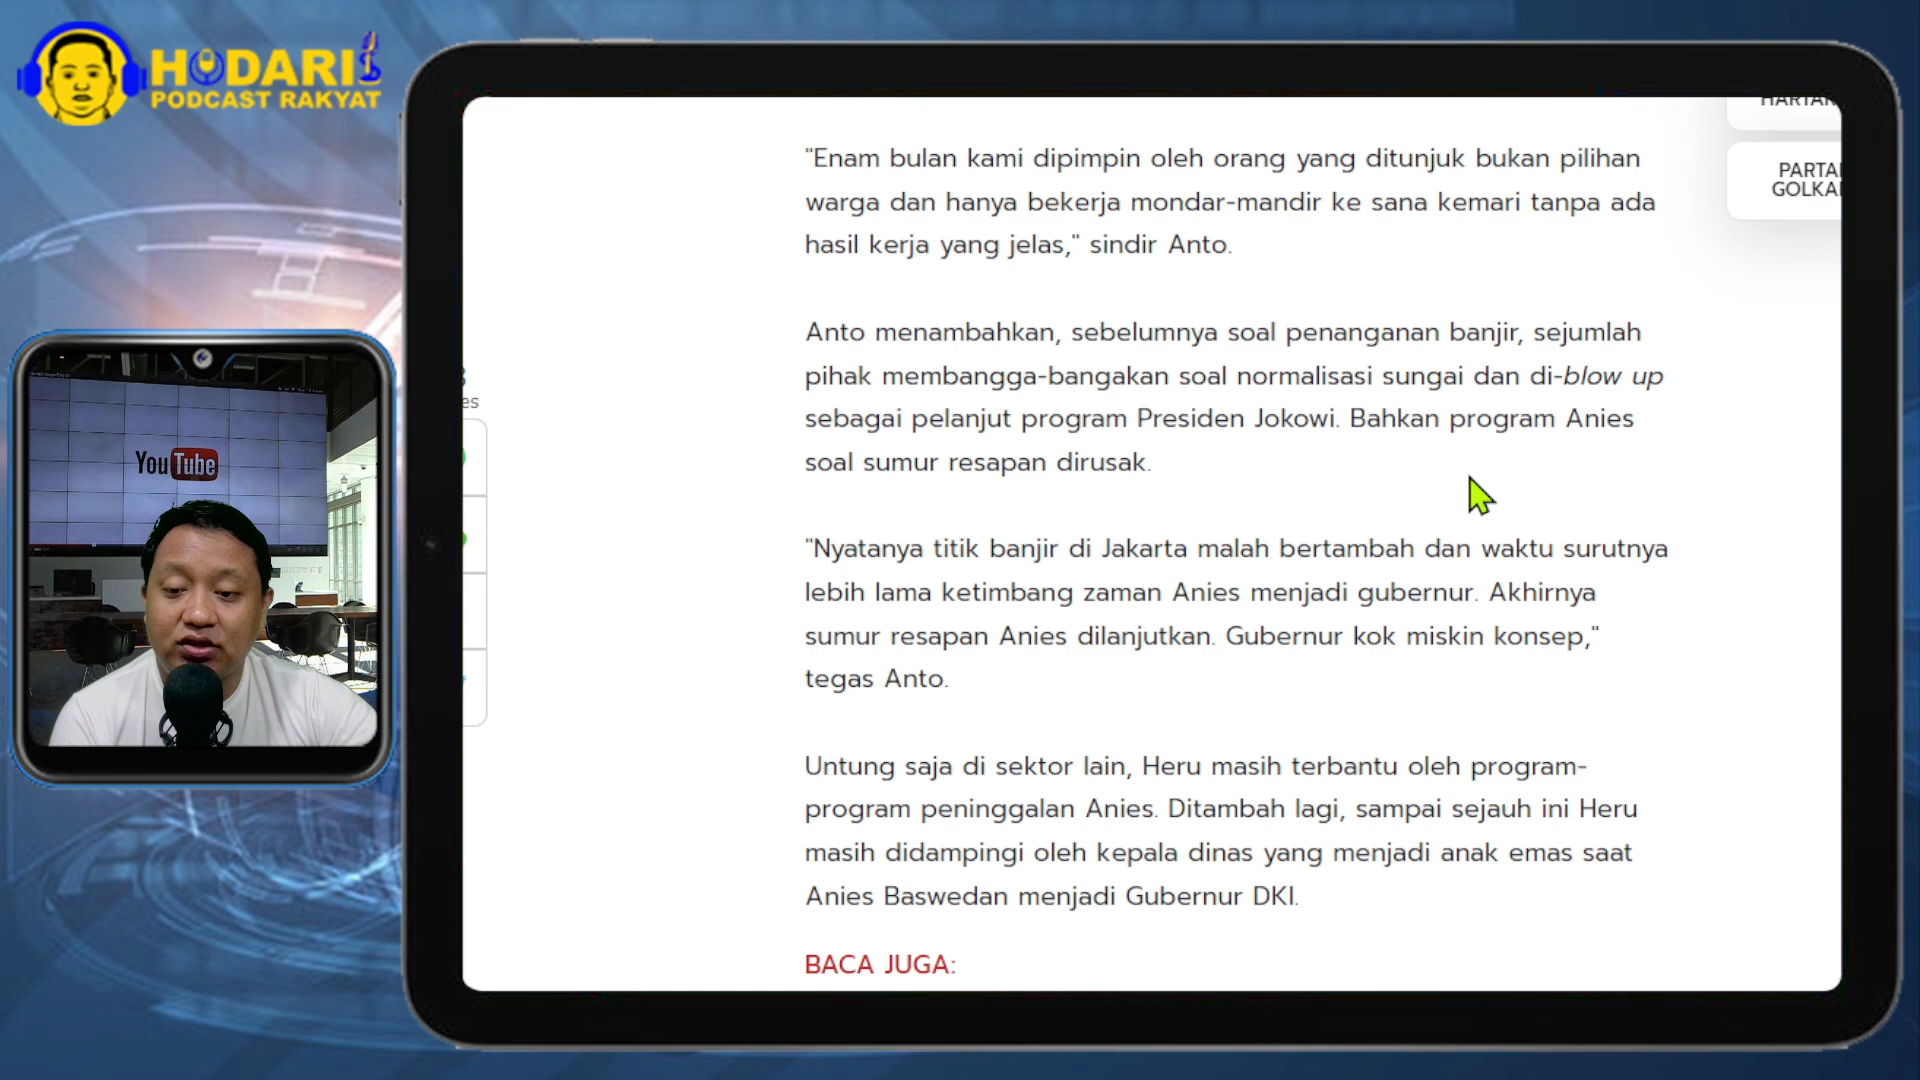 HODARI
PODCAST RAKYAT
YouTube
es
PARTAI
"Enam bulan kami dipimpin oleh orang yang ditunjuk bukan pilihan
warga dan hanya bekerja mondar-mandir ke sana kemari tanpa ada
hasil kerja yang jelas," sindir Anto.
Anto menambahkan, sebelumnya soal penanganan banjir, sejumlah
pihak membangga-bangakan soal normalisasi sungai dan di-blow up
sebagai pelanjut program Presiden Jokowi. Bahkan program Anies
soal sumur resapan dirusak.
"Nyatanya titik banjir di Jakarta malah bertambah dan waktu surutnya
lebih lama ketimbang zaman Anies menjadi gubernur. Akhirnya
sumur resapan Anies dilanjutkan. Gubernur kok miskin konsep,"
tegas Anto.
Untung saja di sektor lain, Heru masih terbantu oleh program-
program peninggalan Anies. Ditambah lagi, sampai sejauh ini Heru
masih didampingi oleh kepala dinas yang menjadi anak emas saat
Anies Baswedan menjadi Gubernur DKI.
BACA JUGA: